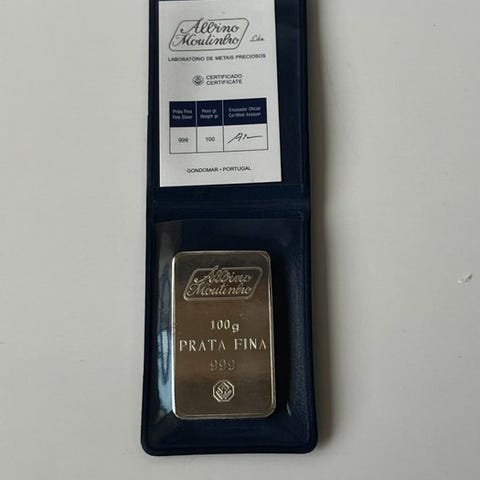 Albino
Moutinho Lda
LABORATÓRIO DE METAIS PRECIOSOS
CERTIFICADO
CERTIFICATE
Prata Fina Peso gr. Ensaiador Oficial
Fine Silver Weight gr. Certified Assayer
999 100
GONDOMAR • PORTUGAL
Albino
Moutinho
100g
PRATA FINA
999